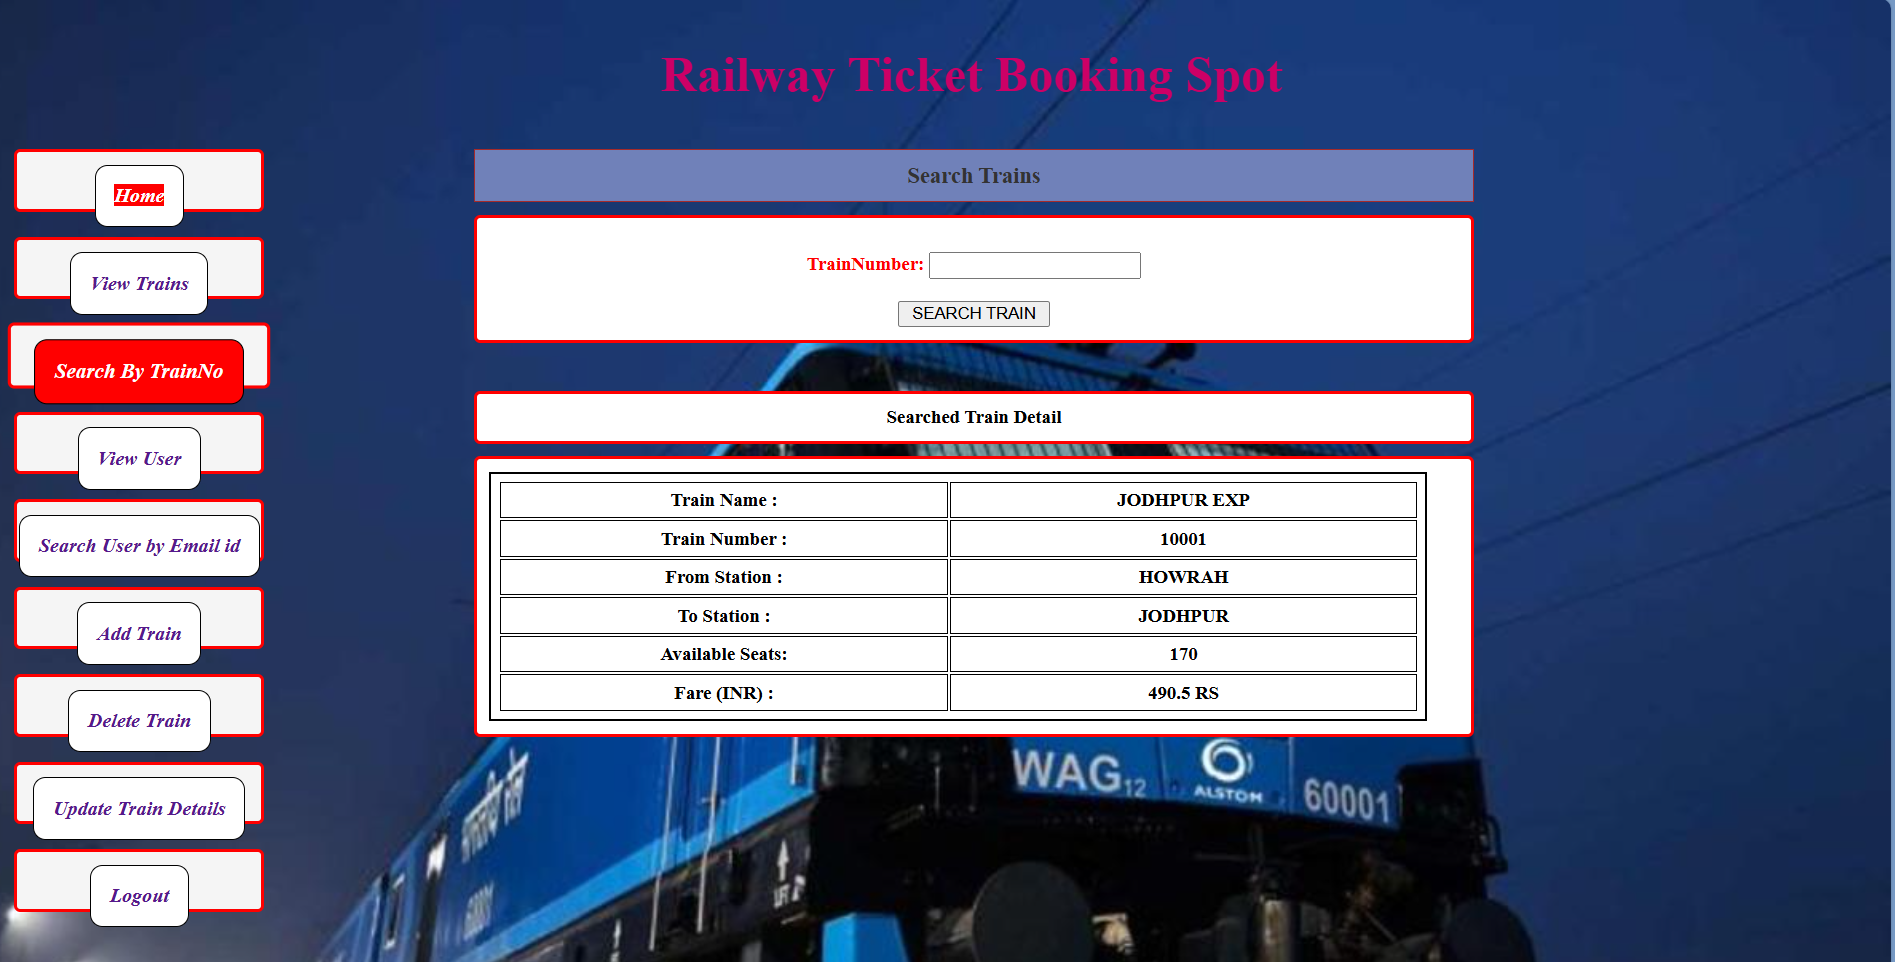 Railway Ticket Booking Spot
Home
View Trains
Search By TrainNo
View User
Search User by Email id
Add Train
Delete Train
Update Train Details
Logout
Search Trains
TrainNumber:
SEARCH TRAIN
Searched Train Detail
Train Name : JODHPUR EXP
Train Number : 10001
From Station : HOWRAH
To Station : JODHPUR
Available Seats: 170
Fare (INR) : 490.5 RS
WAG12
ALSTOM
60001
भारतीय रेल